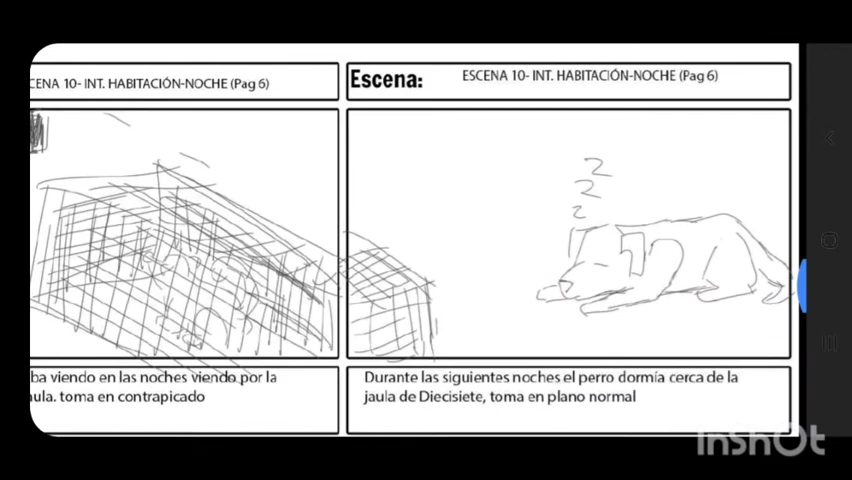 CENA 10- INT. HABITACIÓN-NOCHE (Pag 6)
ba viendo en las noches viendo por la
aula. toma en contrapicado
Escena:
ESCENA 10- INT. HABITACIÓN-NOCHE (Pag 6)
Z
Z
Z
Durante las siguientes noches el perro dormía cerca de la
jaula de Diecisiete, toma en plano normal
InShOt